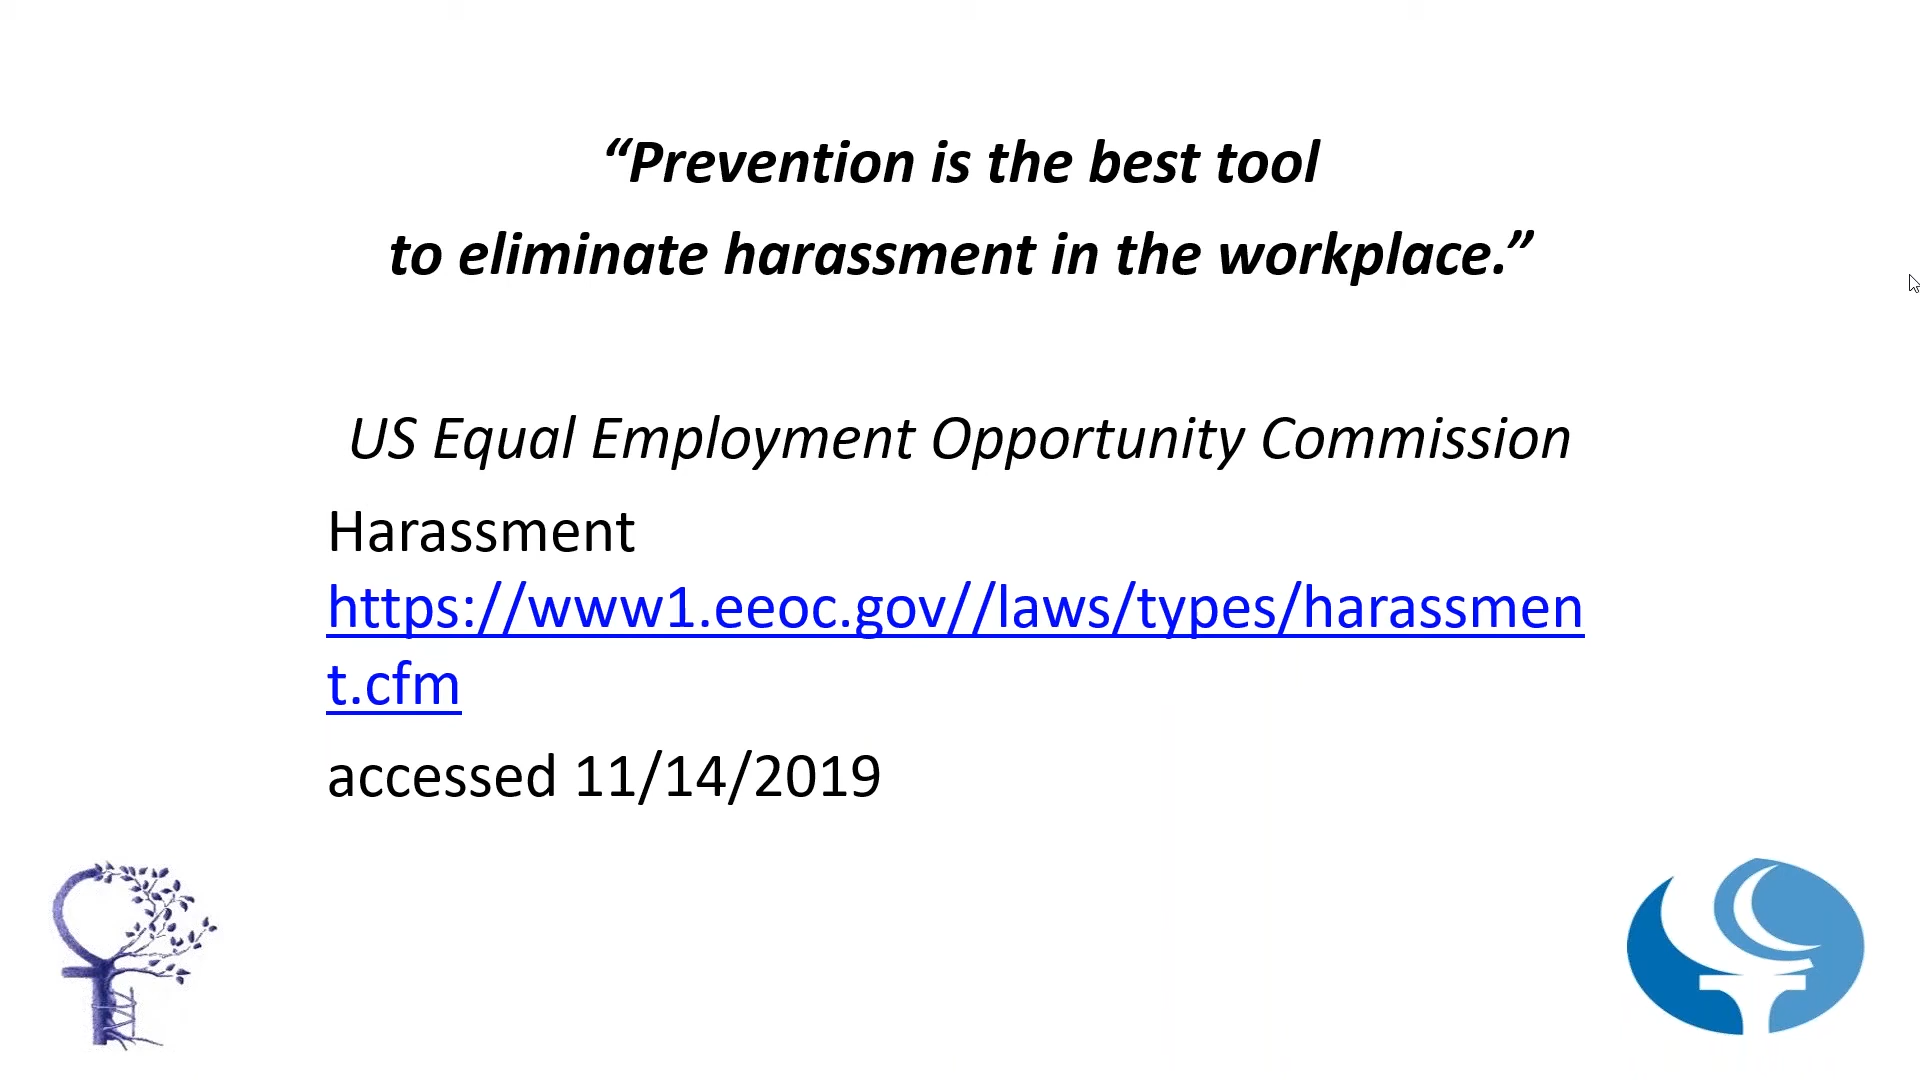 “Prevention is the best tool
to eliminate harassment in the workplace.”
US Equal Employment Opportunity Commission
Harassment
https://www1.eeoc.gov//laws/types/harassmen
t.cfm
accessed 11/14/2019